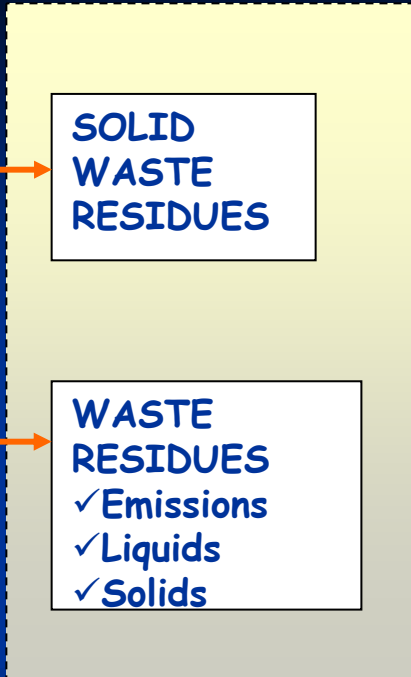 SOLID
WASTE
RESIDUES
WASTE
RESIDUES
✓Emissions
✓Liquids
✓Solids